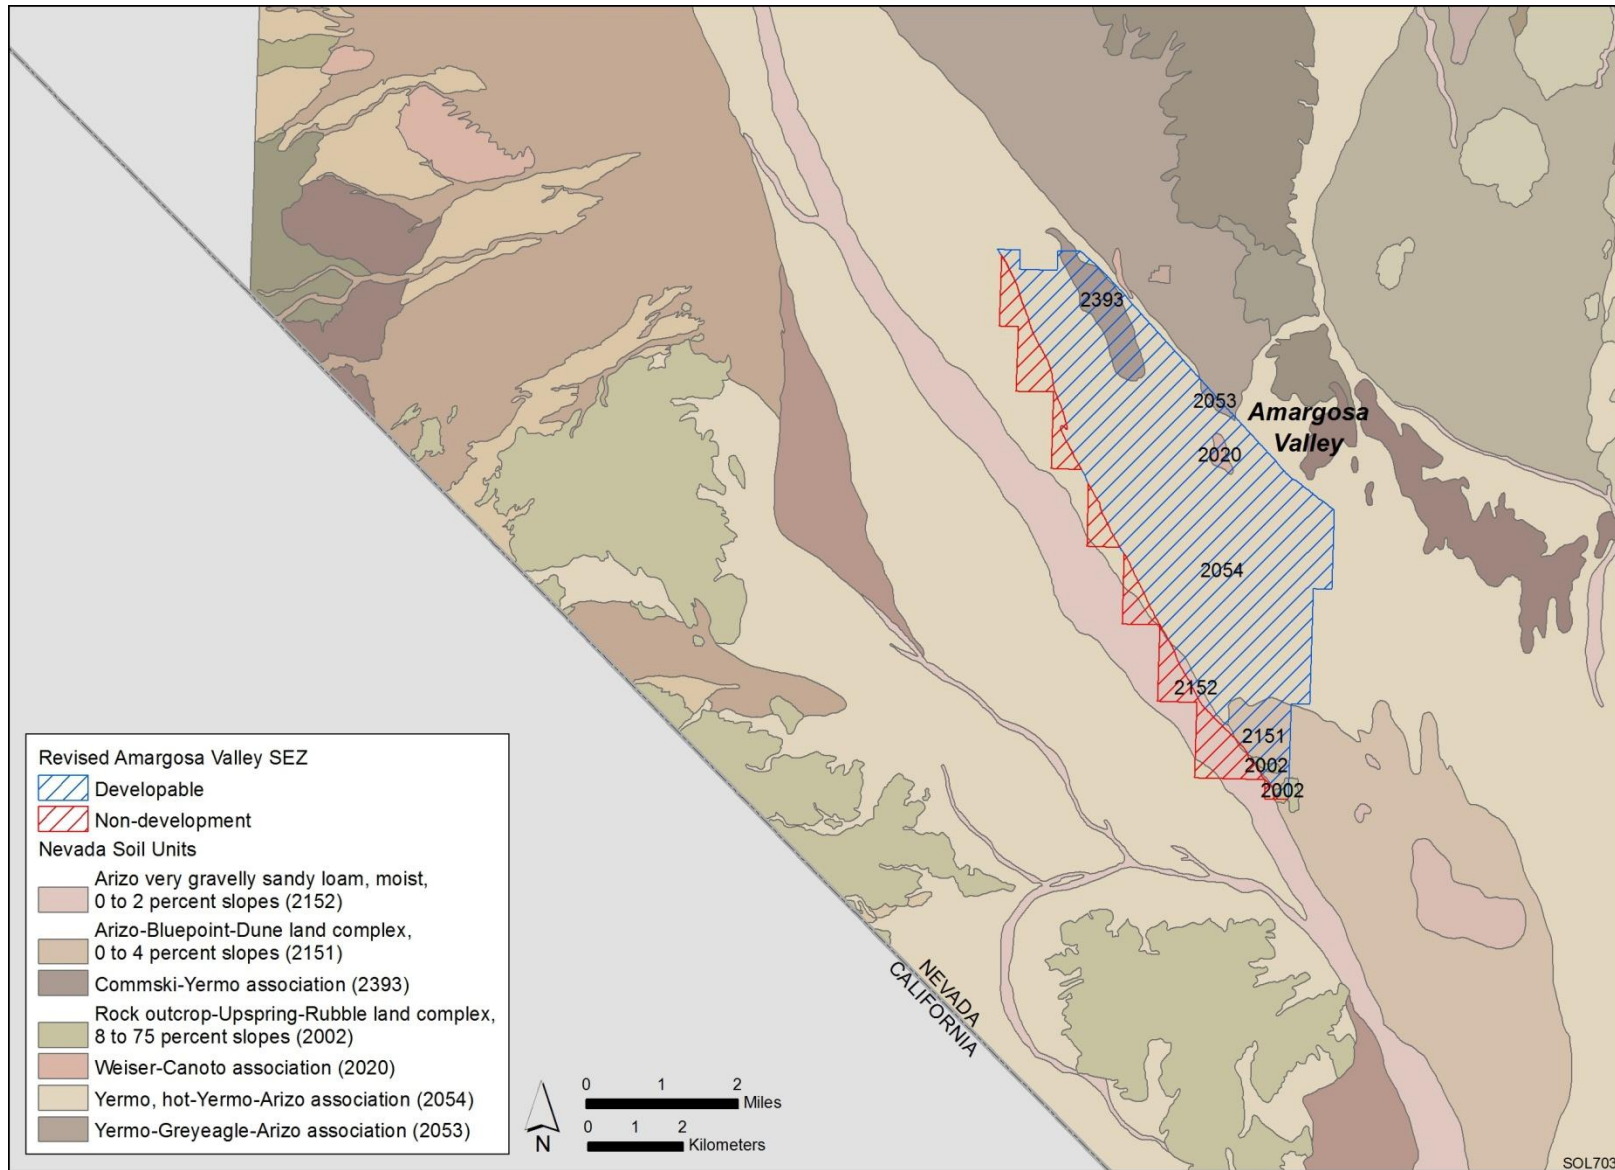 2393
2053
Amargosa
Valley
2020
2054
2152
2151
2002
2002
NEVADA
CALIFORNIA
Revised Amargosa Valley SEZ
Developable
Non-development
Nevada Soil Units
Arizo very gravelly sandy loam, moist,
0 to 2 percent slopes (2152)
Arizo-Bluepoint-Dune land complex,
0 to 4 percent slopes (2151)
Commski-Yermo association (2393)
Rock outcrop-Upspring-Rubble land complex,
8 to 75 percent slopes (2002)
Weiser-Canoto association (2020)
Yermo, hot-Yermo-Arizo association (2054)
Yermo-Greyeagle-Arizo association (2053)
N
0 1 2
Miles
0 1 2
Kilometers
SOL703